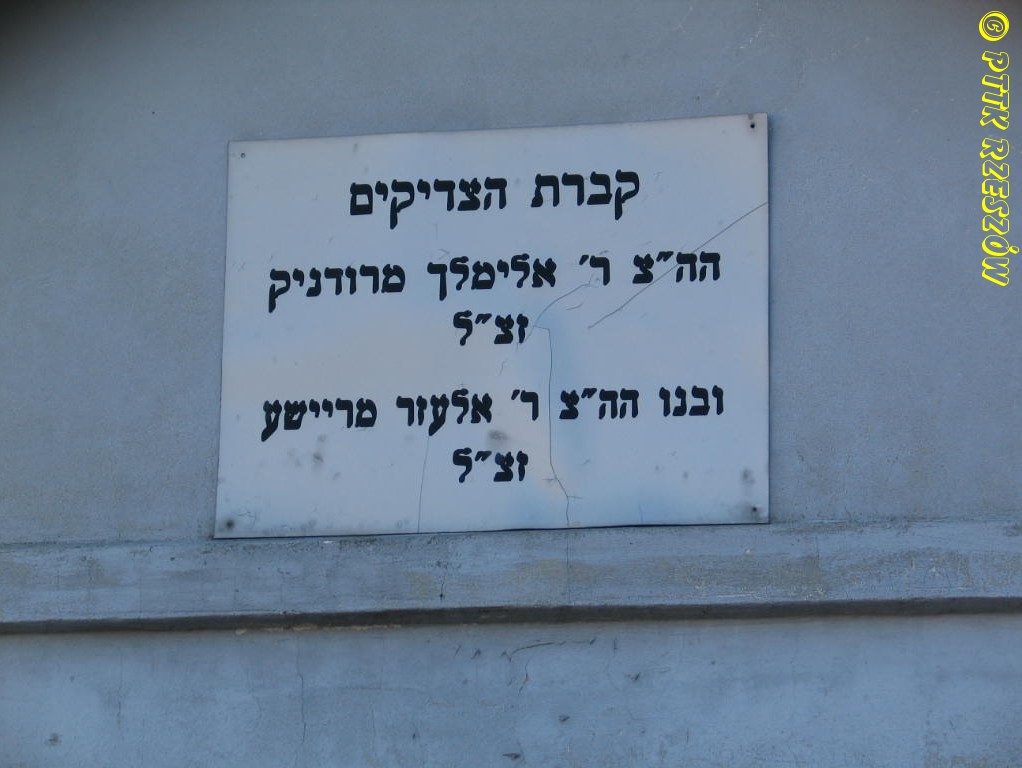 קברת הצדיקים
הה"צ ר' אלימלך מרודניק
זצ"ל
ובנו הה"צ ר' אלעזר מריישע
זצ"ל
© PTTK RZESZÓW